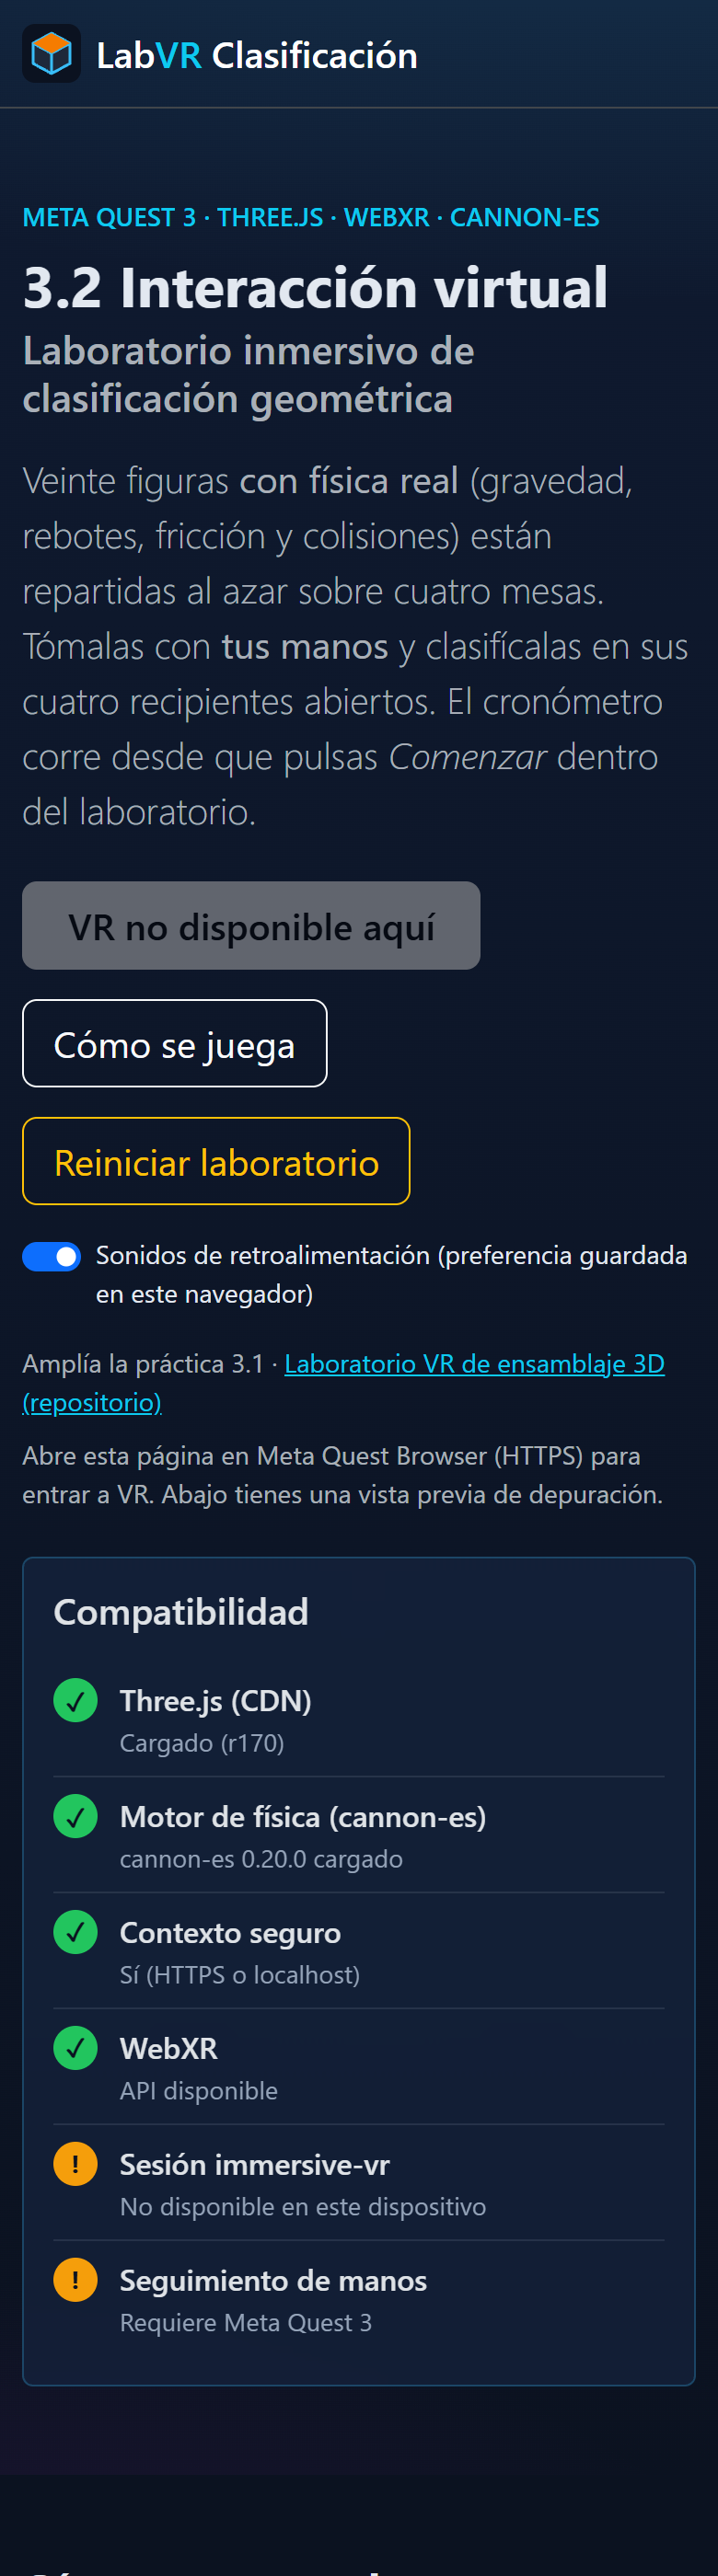 LabVR Clasificación
META QUEST 3 · THREE.JS · WEBXR · CANNON-ES
3.2 Interacción virtual
Laboratorio inmersivo de
clasificación geométrica
Veinte figuras con física real (gravedad,
rebotes, fricción y colisiones) están
repartidas al azar sobre cuatro mesas.
Tómalas con tus manos y clasifícalas en sus
cuatro recipientes abiertos. El cronómetro
corre desde que pulsas Comenzar dentro
del laboratorio.
VR no disponible aquí
Cómo se juega
Reiniciar laboratorio
Sonidos de retroalimentación (preferencia guardada
en este navegador)
Amplía la práctica 3.1 · Laboratorio VR de ensamblaje 3D
(repositorio)
Abre esta página en Meta Quest Browser (HTTPS) para
entrar a VR. Abajo tienes una vista previa de depuración.
Compatibilidad
✓ Three.js (CDN)
Cargado (r170)
✓ Motor de física (cannon-es)
cannon-es 0.20.0 cargado
✓ Contexto seguro
Sí (HTTPS o localhost)
✓ WebXR
API disponible
! Sesión immersive-vr
No disponible en este dispositivo
! Seguimiento de manos
Requiere Meta Quest 3